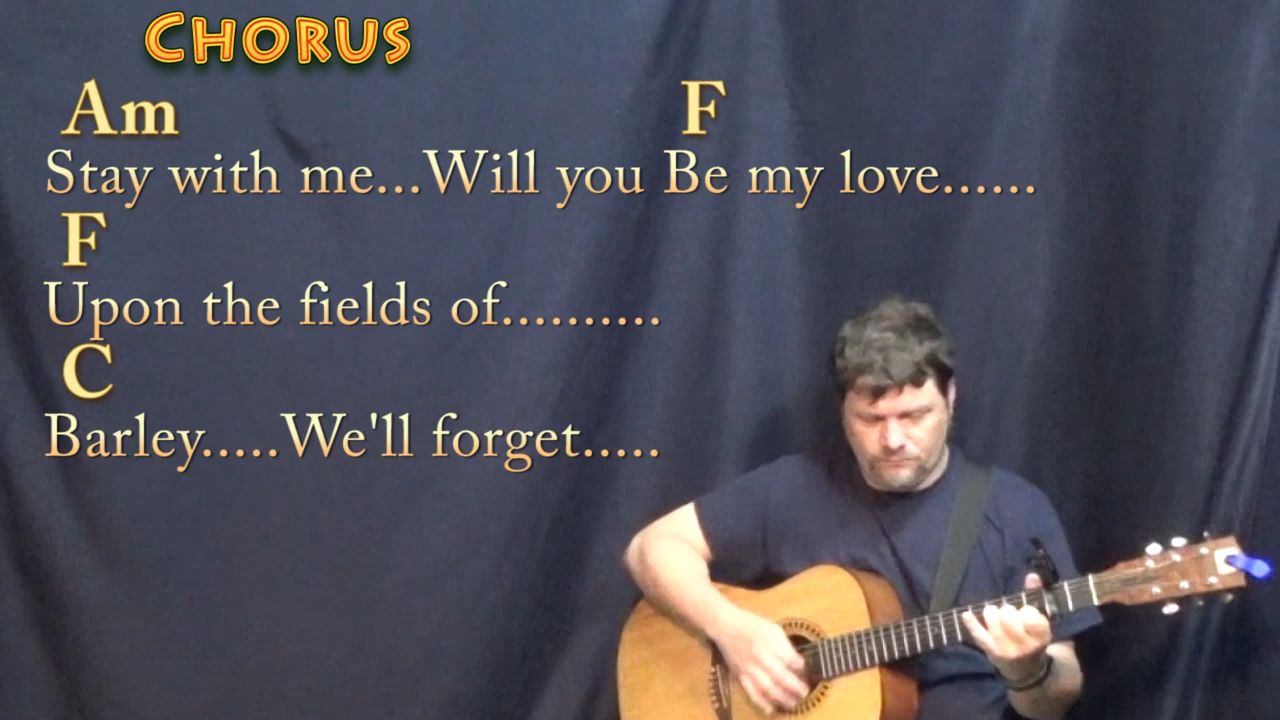 CHORUS
Am F
Stay with me...Will you Be my love......
F
Upon the fields of..........
C
Barley.....We'll forget.....